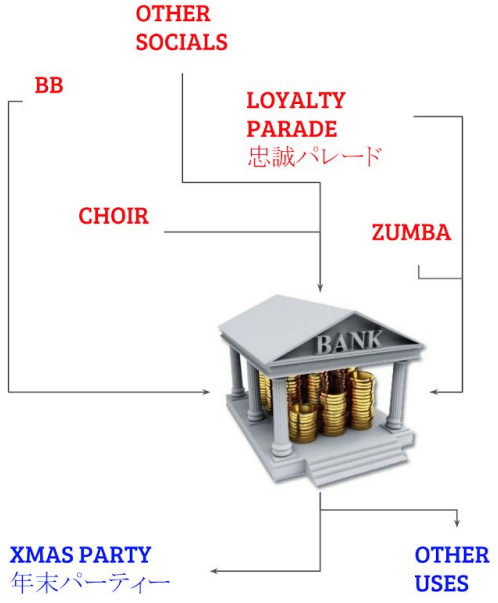 OTHER
SOCIALS
BB
LOYALTY
PARADE
忠誠パレード
CHOIR
ZUMBA
BANK
XMAS PARTY
年末パーティー
OTHER
USES